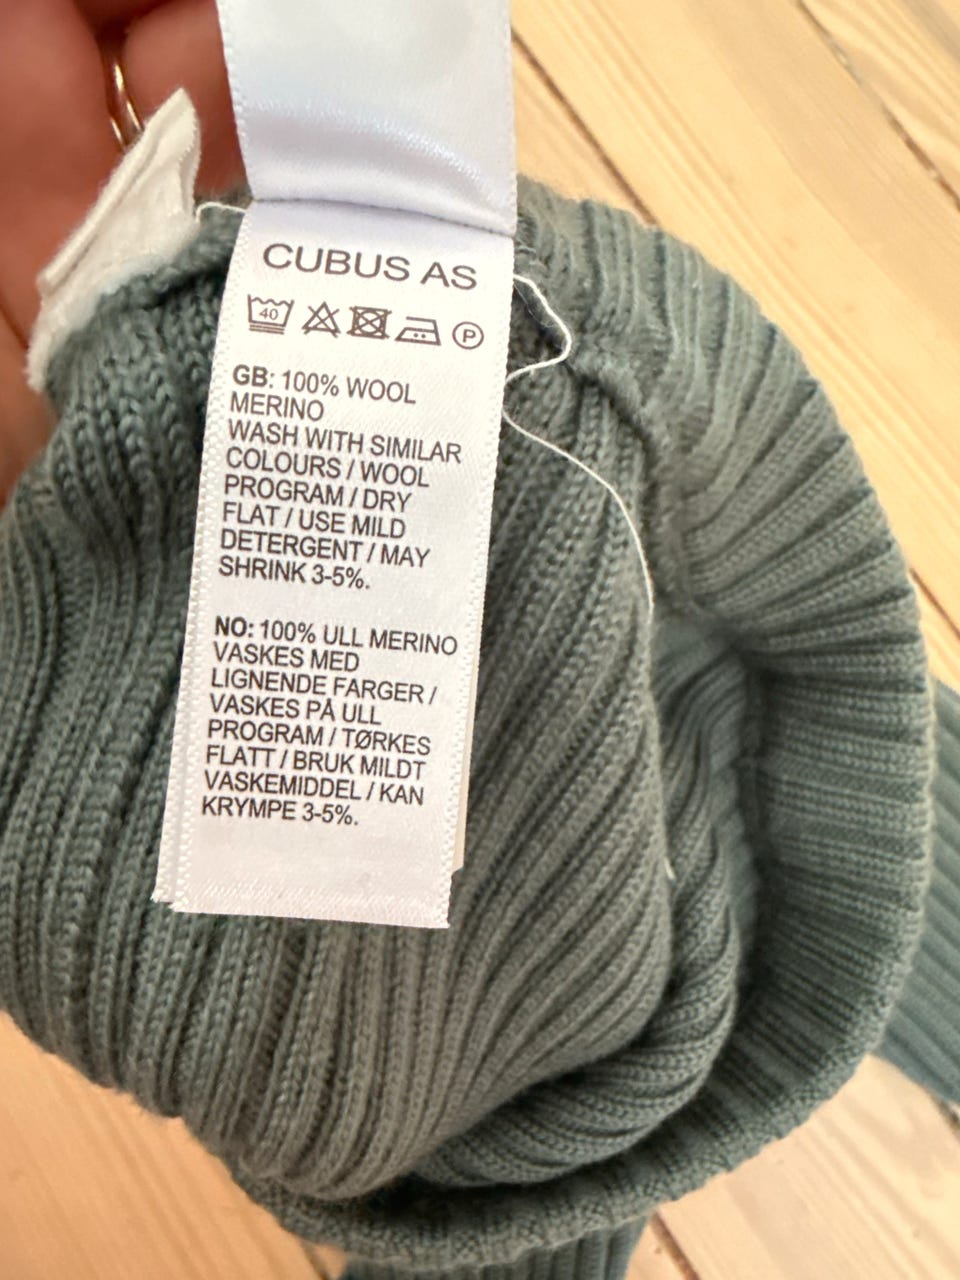 CUBUS AS
40 P
GB: 100% WOOL
MERINO
WASH WITH SIMILAR
COLOURS / WOOL
PROGRAM / DRY
FLAT / USE MILD
DETERGENT / MAY
SHRINK 3-5%.
NO: 100% ULL MERINO
VASKES MED
LIGNENDE FARGER /
VASKES PÅ ULL
PROGRAM / TØRKES
FLATT / BRUK MILDT
VASKEMIDDEL / KAN
KRYMPE 3-5%.